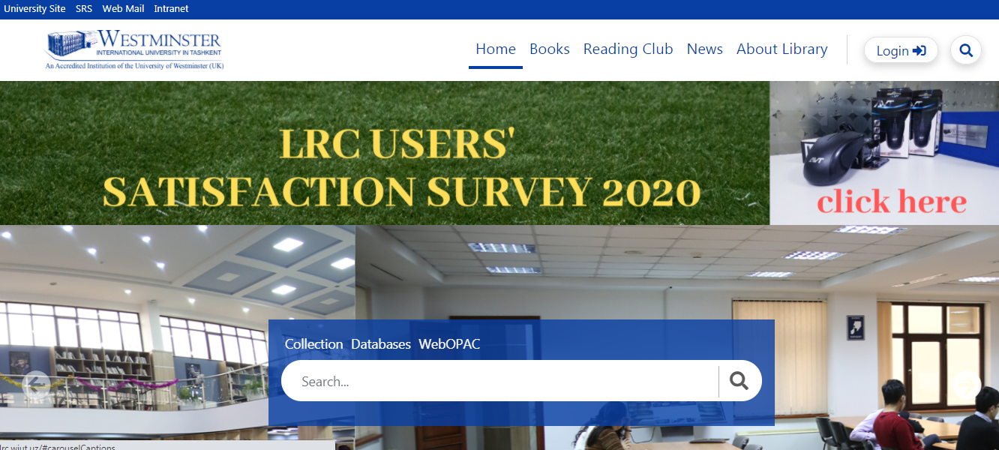 University Site SRS Web Mail Intranet
WESTMINSTER
INTERNATIONAL UNIVERSITY IN TASHKENT
An Accredited Institution of the University of Westminster (UK)
Home Books Reading Club News About Library Login
LRC USERS'
SATISFACTION SURVEY 2020
AVT
AVT
AVT
click here
Collection Databases WebOPAC
Search...
lrc.wiut.uz/#carouselCaptions